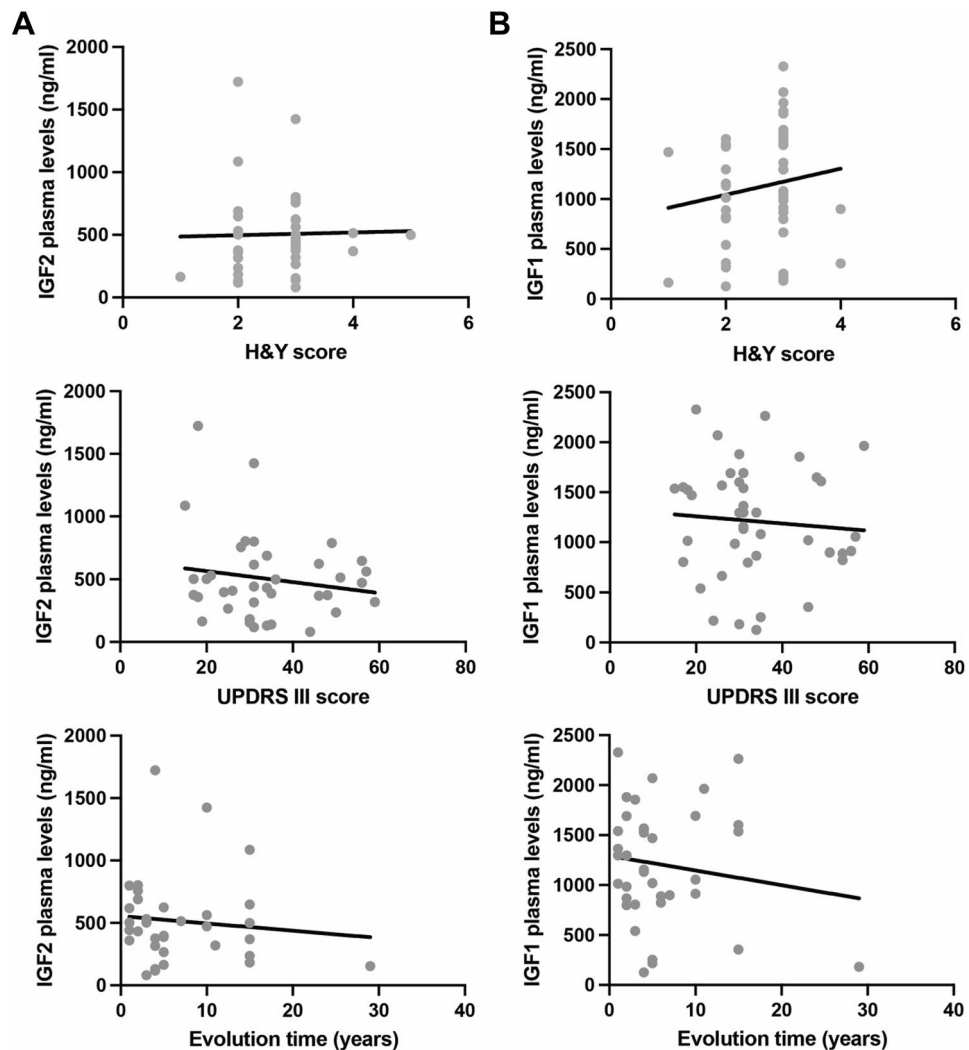 A
B
IGF2 plasma levels (ng/ml)
2000
1500
1000
500
0
0 2 4 6
H&Y score
IGF1 plasma levels (ng/ml)
2500
2000
1500
1000
500
0
0 2 4 6
H&Y score
IGF2 plasma levels (ng/ml)
2000
1500
1000
500
0
0 20 40 60 80
UPDRS III score
IGF1 plasma levels (ng/ml)
2500
2000
1500
1000
500
0
0 20 40 60 80
UPDRS III score
IGF2 plasma levels (ng/ml)
2000
1500
1000
500
0
0 10 20 30 40
Evolution time (years)
IGF1 plasma levels (ng/ml)
2500
2000
1500
1000
500
0
0 10 20 30 40
Evolution time (years)